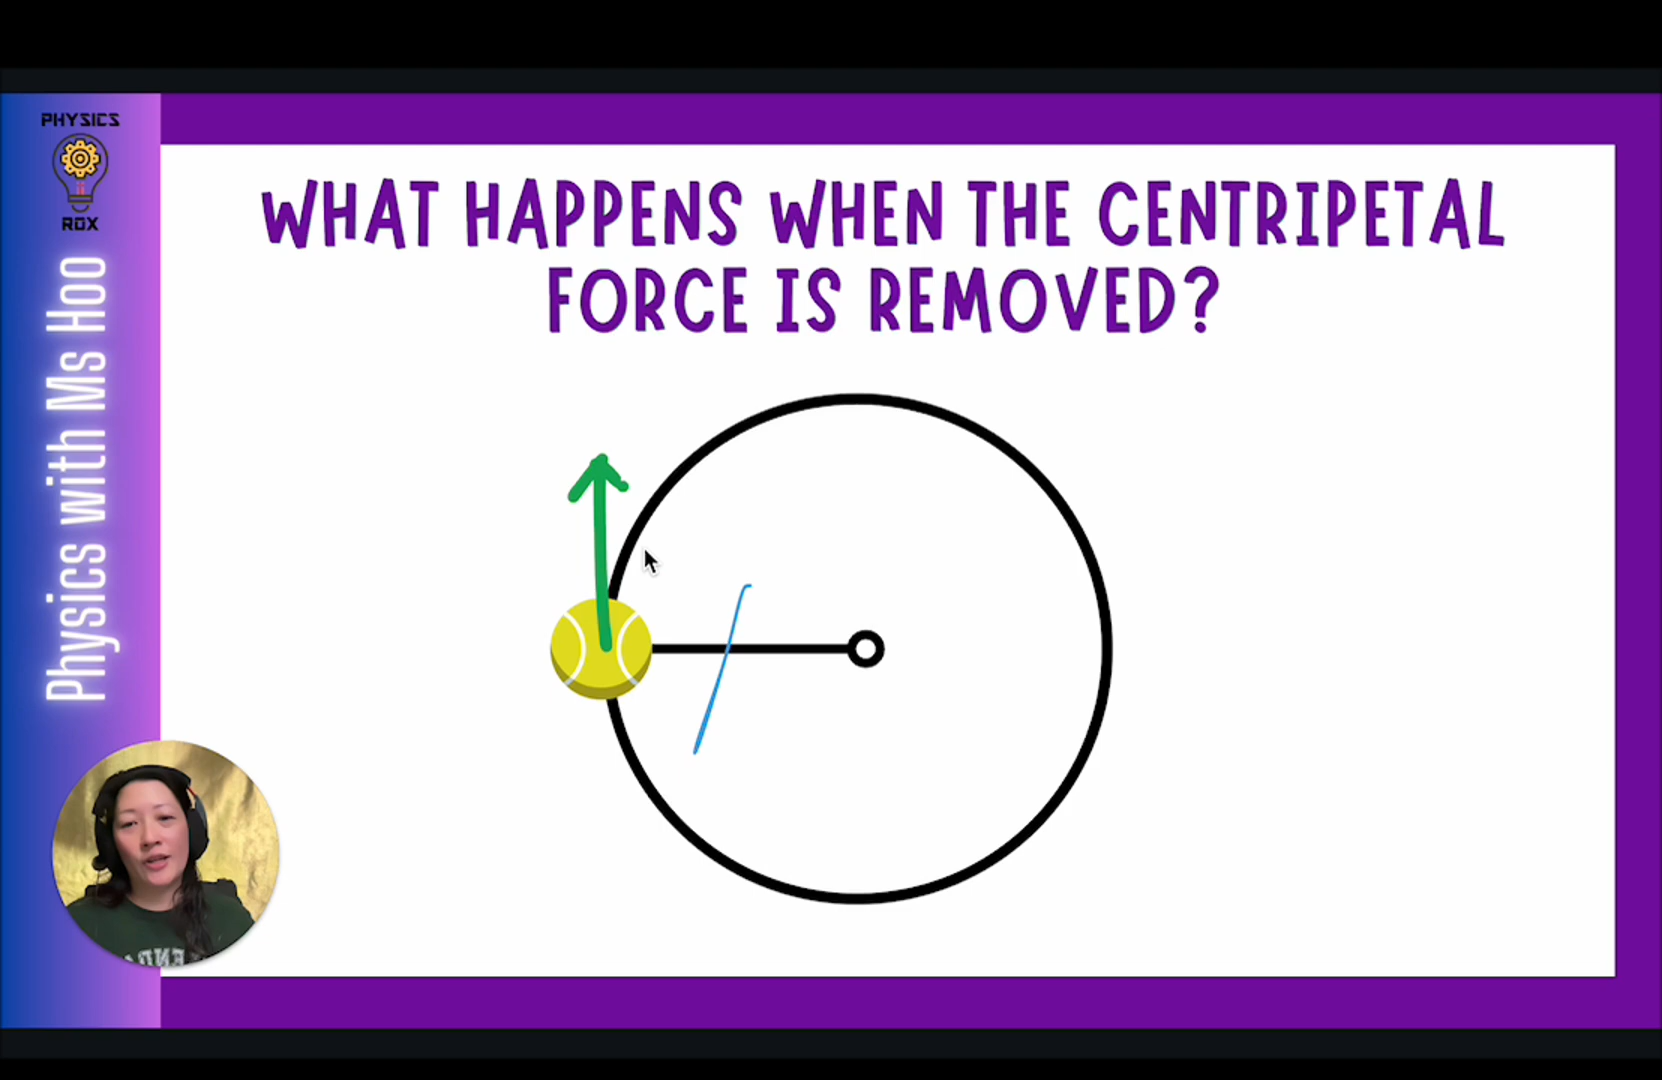 PHYSICS
ROX
Physics with Ms Hoo
WHAT HAPPENS WHEN THE CENTRIPETAL
FORCE IS REMOVED?